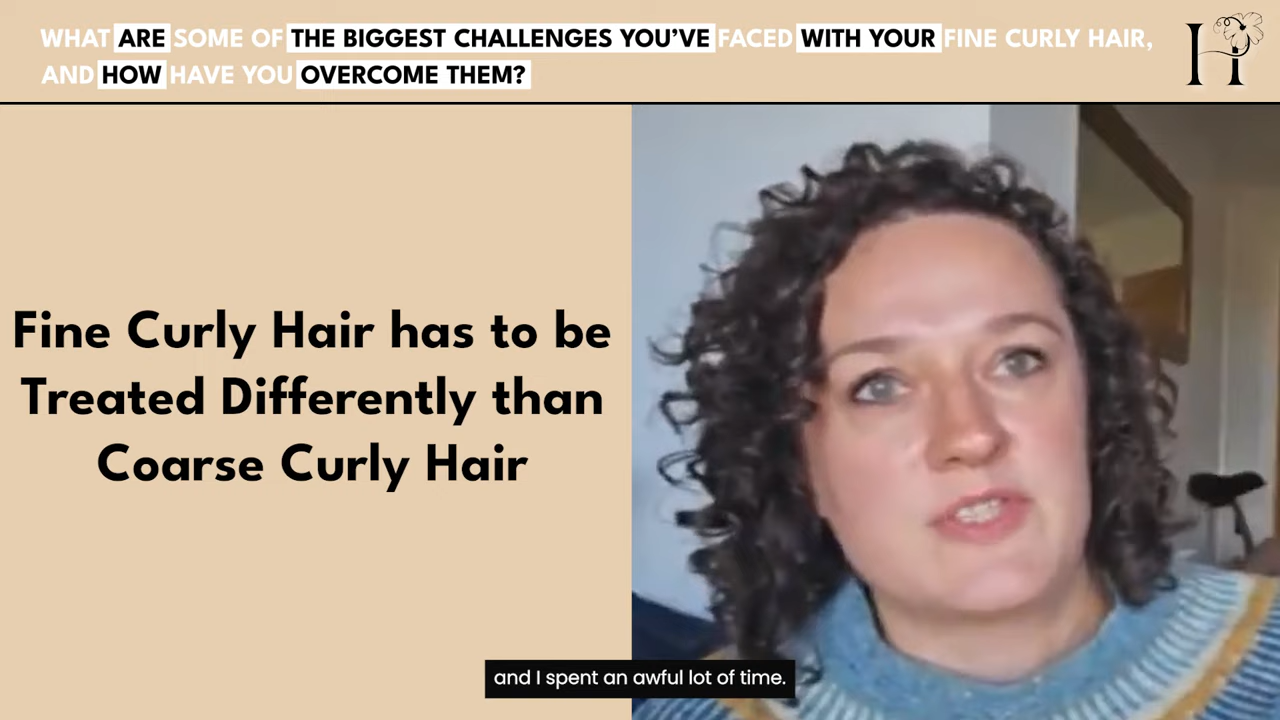 WHAT ARE SOME OF THE BIGGEST CHALLENGES YOU'VE FACED WITH YOUR FINE CURLY HAIR,
AND HOW HAVE YOU OVERCOME THEM?
H
Fine Curly Hair has to be
Treated Differently than
Coarse Curly Hair
and I spent an awful lot of time.